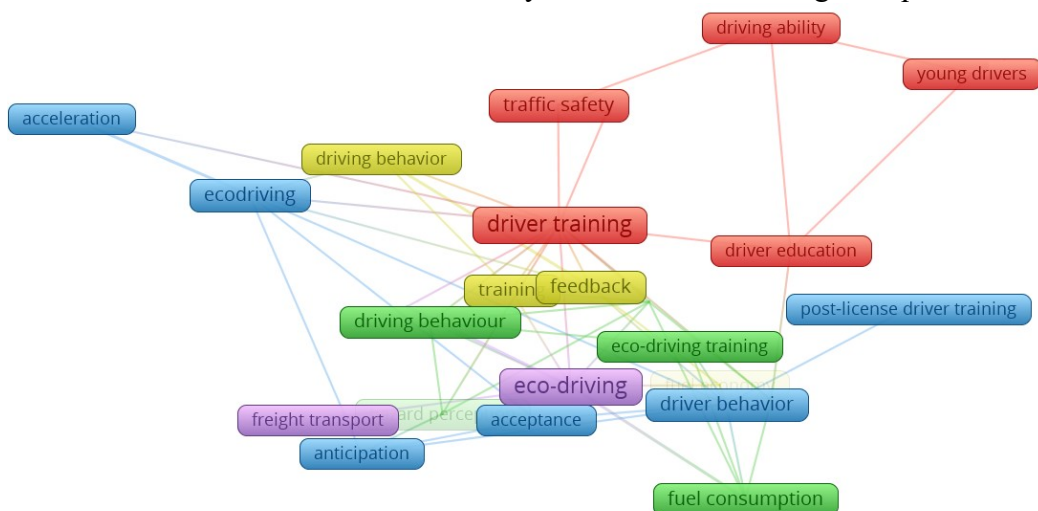 driving ability
young drivers
traffic safety
acceleration
driving behavior
ecodriving
driver training
driver education
training
feedback
post-license driver training
driving behaviour
eco-driving training
eco-driving
driver behavior
freight transport
acceptance
anticipation
fuel consumption